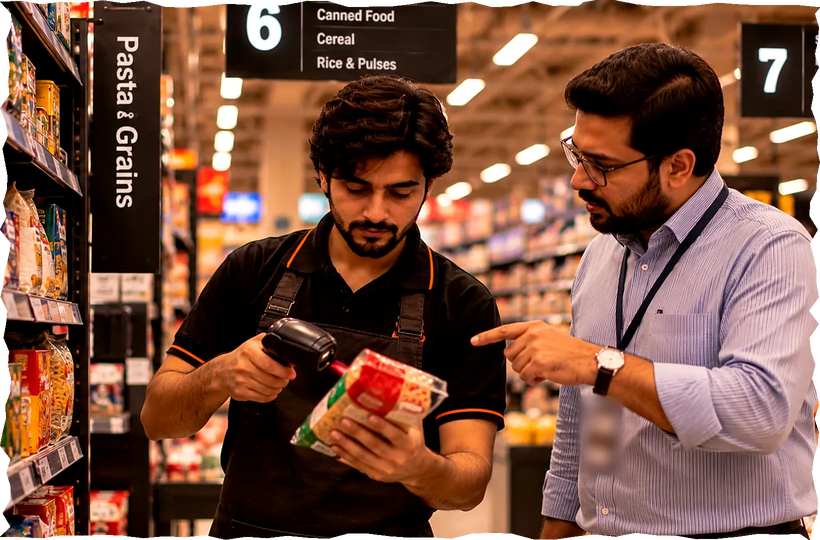 Pasta & Grains
6
Canned Food
Cereal
Rice & Pulses
7